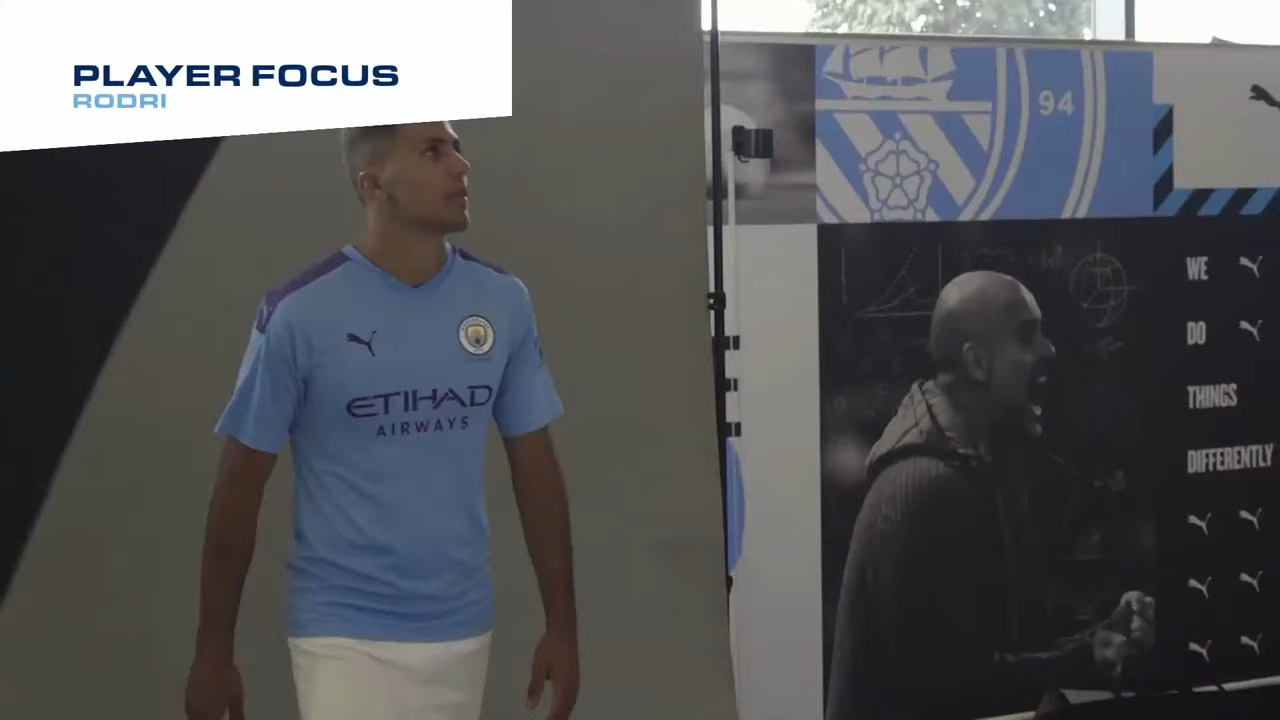 PLAYER FOCUS
RODRI
94
WE
DO
THINGS
DIFFERENTLY
ETIHAD
AIRWAYS